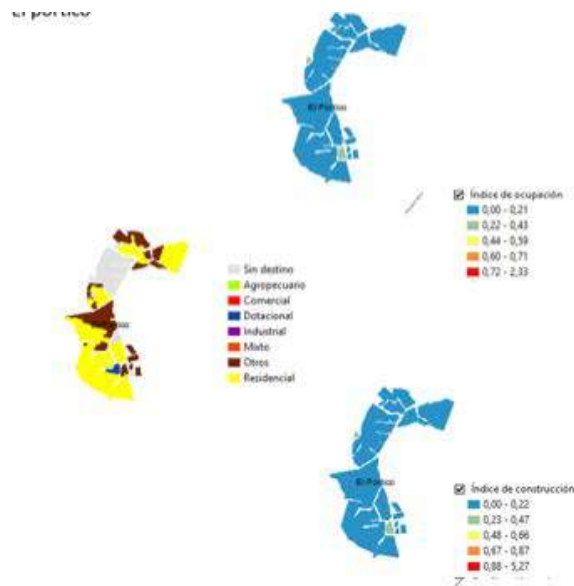 El pórtico
El Pórtico
Índice de ocupación
0,00 - 0,21
0,22 - 0,43
0,44 - 0,59
0,60 - 0,71
0,72 - 2,33
Sin destino
Agropecuario
Comercial
Dotacional
Industrial
Mixto
Otros
Residencial
El Pórtico
Índice de construcción
0,00 - 0,22
0,23 - 0,47
0,48 - 0,66
0,67 - 0,87
0,88 - 5,27